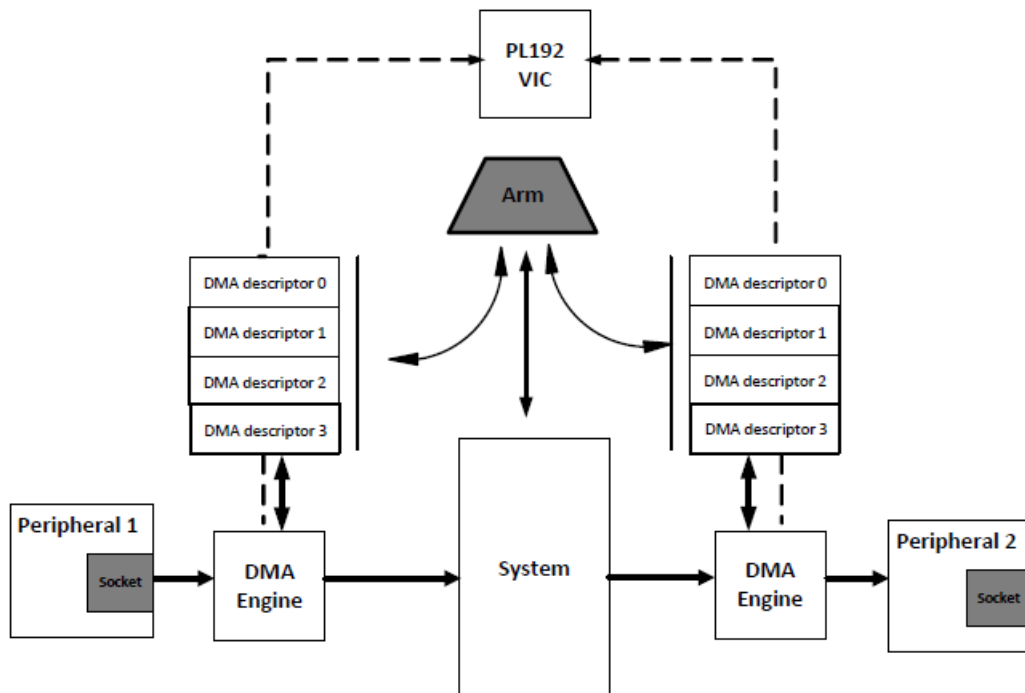 PL192
VIC
Arm
DMA descriptor 0
DMA descriptor 1
DMA descriptor 2
DMA descriptor 3
DMA descriptor 0
DMA descriptor 1
DMA descriptor 2
DMA descriptor 3
Peripheral 1
Socket
DMA
Engine
System
DMA
Engine
Peripheral 2
Socket